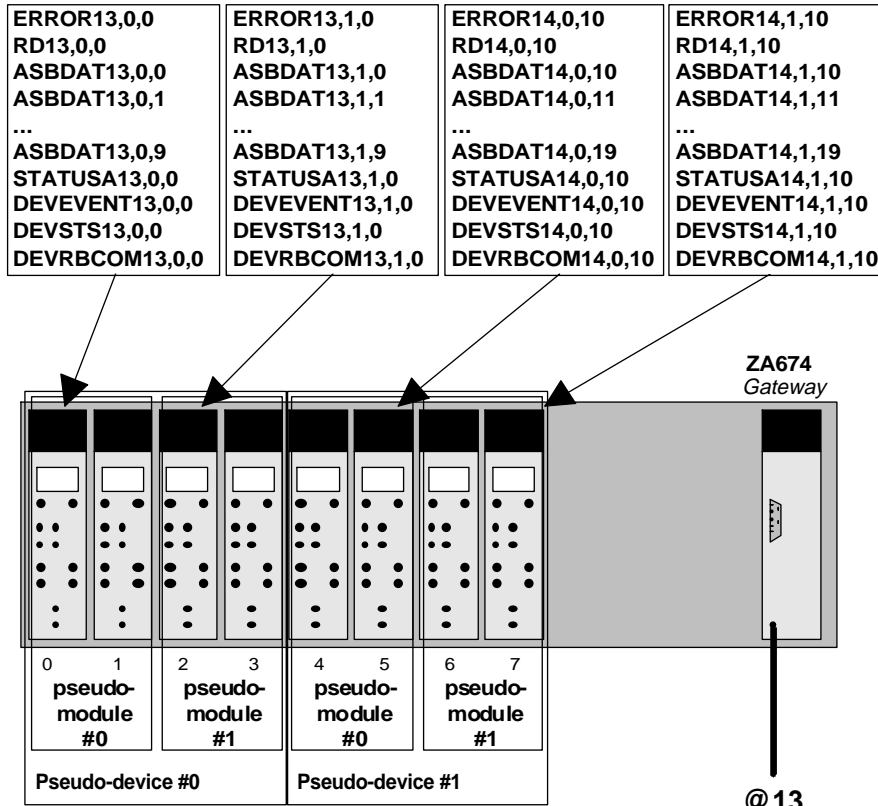 ERROR13,0,0
RD13,0,0
ASBDAT13,0,0
ASBDAT13,0,1
...
ASBDAT13,0,9
STATUSA13,0,0
DEVEVENT13,0,0
DEVSTS13,0,0
DEVRBCOM13,0,0
ERROR13,1,0
RD13,1,0
ASBDAT13,1,0
ASBDAT13,1,1
...
ASBDAT13,1,9
STATUSA13,1,0
DEVEVENT13,1,0
DEVSTS13,1,0
DEVRBCOM13,1,0
ERROR14,0,10
RD14,0,10
ASBDAT14,0,10
ASBDAT14,0,11
...
ASBDAT14,0,19
STATUSA14,0,10
DEVEVENT14,0,10
DEVSTS14,0,10
DEVRBCOM14,0,10
ERROR14,1,10
RD14,1,10
ASBDAT14,1,10
ASBDAT14,1,11
...
ASBDAT14,1,19
STATUSA14,1,10
DEVEVENT14,1,10
DEVSTS14,1,10
DEVRBCOM14,1,10
ZA674
Gateway
0 1 2 3 4 5 6 7
pseudo-
module
#0
pseudo-
module
#1
pseudo-
module
#0
pseudo-
module
#1
Pseudo-device #0
Pseudo-device #1
@13